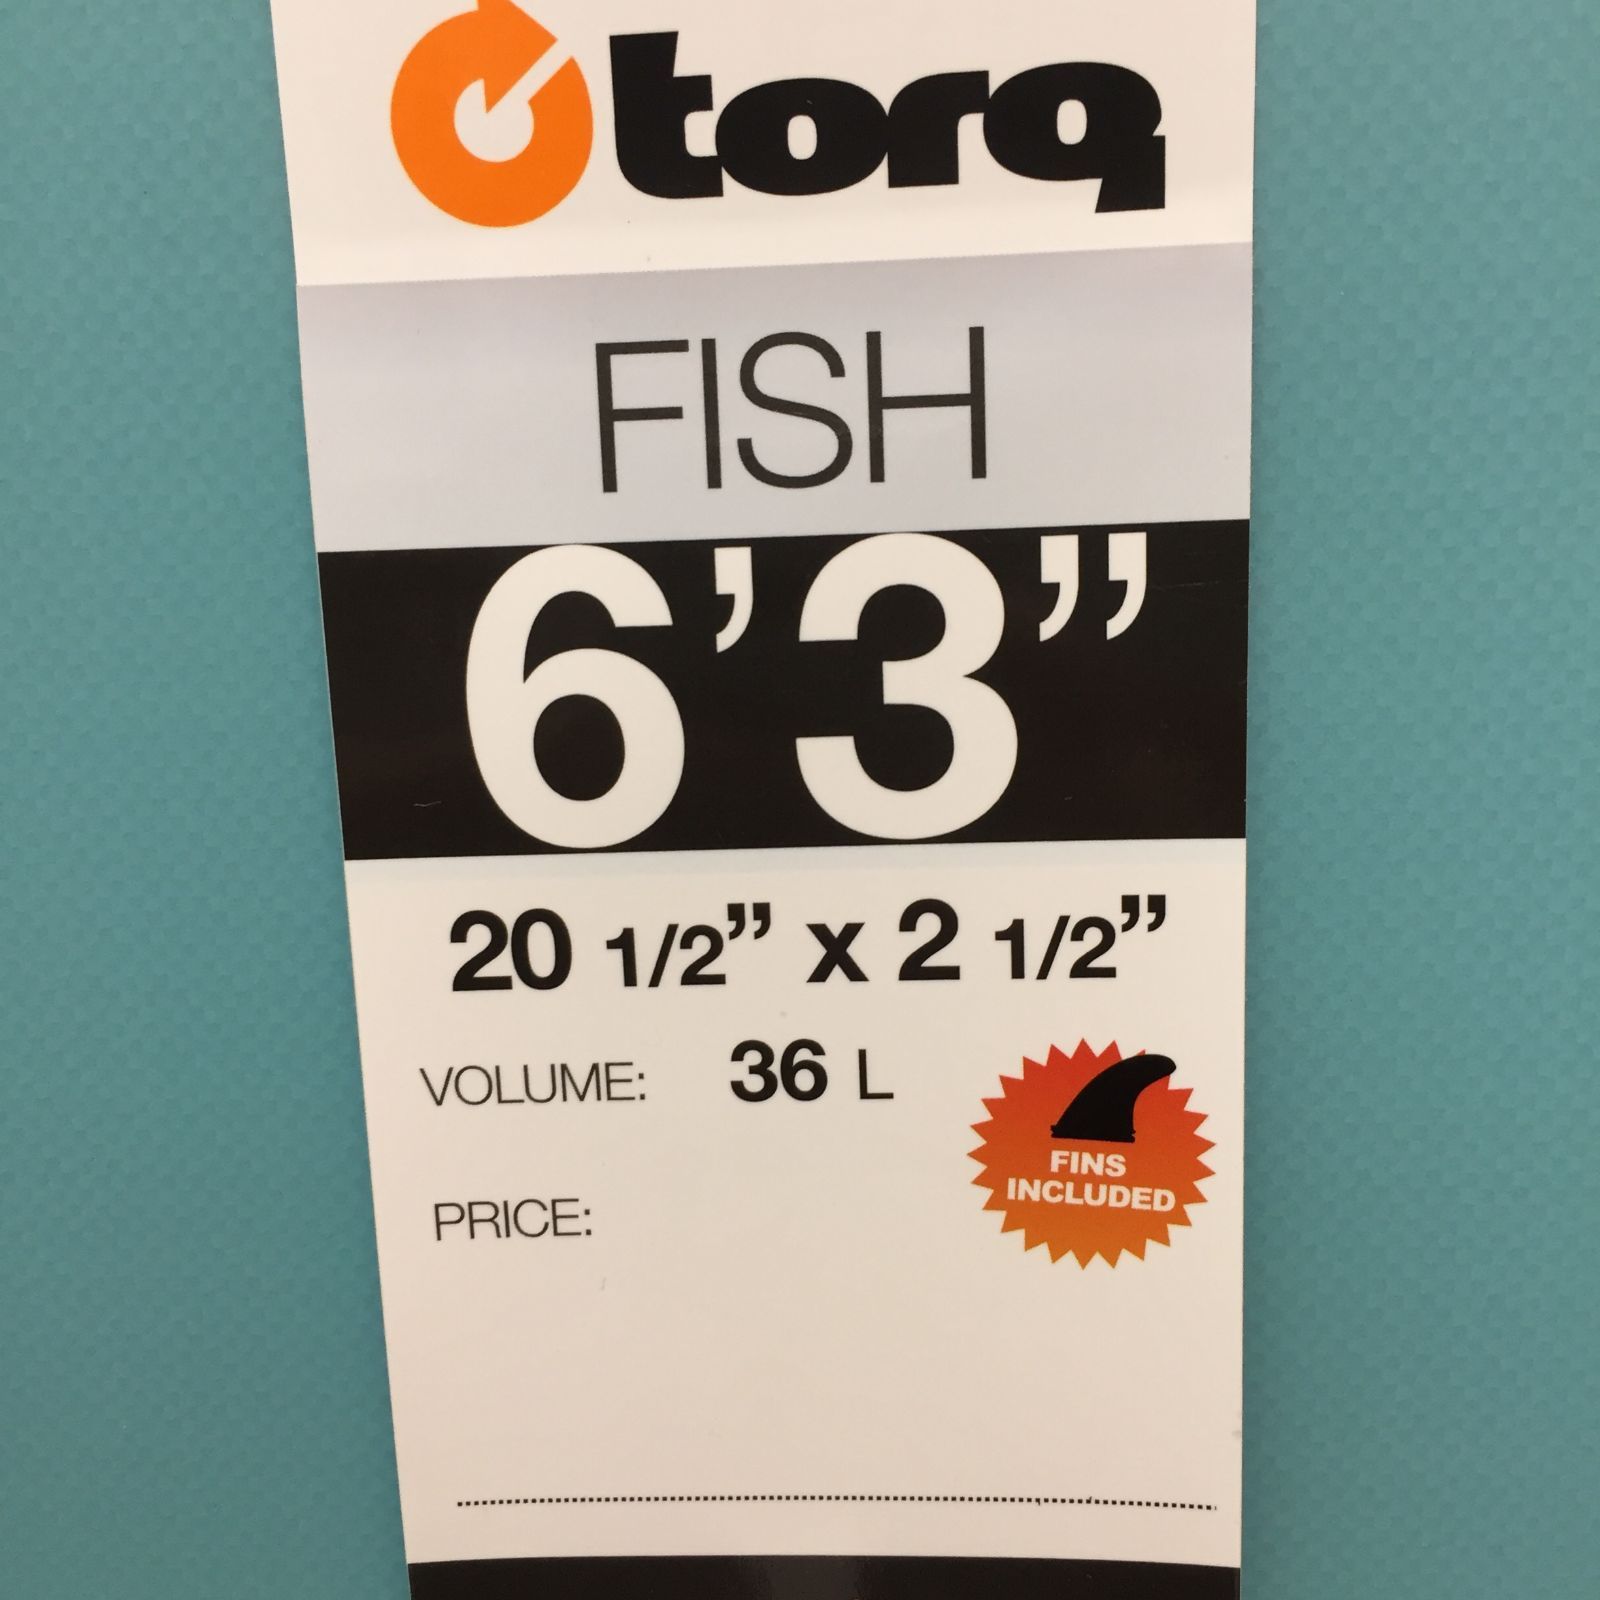 torq
FISH
6’3”
20 1/2” x 2 1/2”
VOLUME: 36 L
FINS
INCLUDED
PRICE: